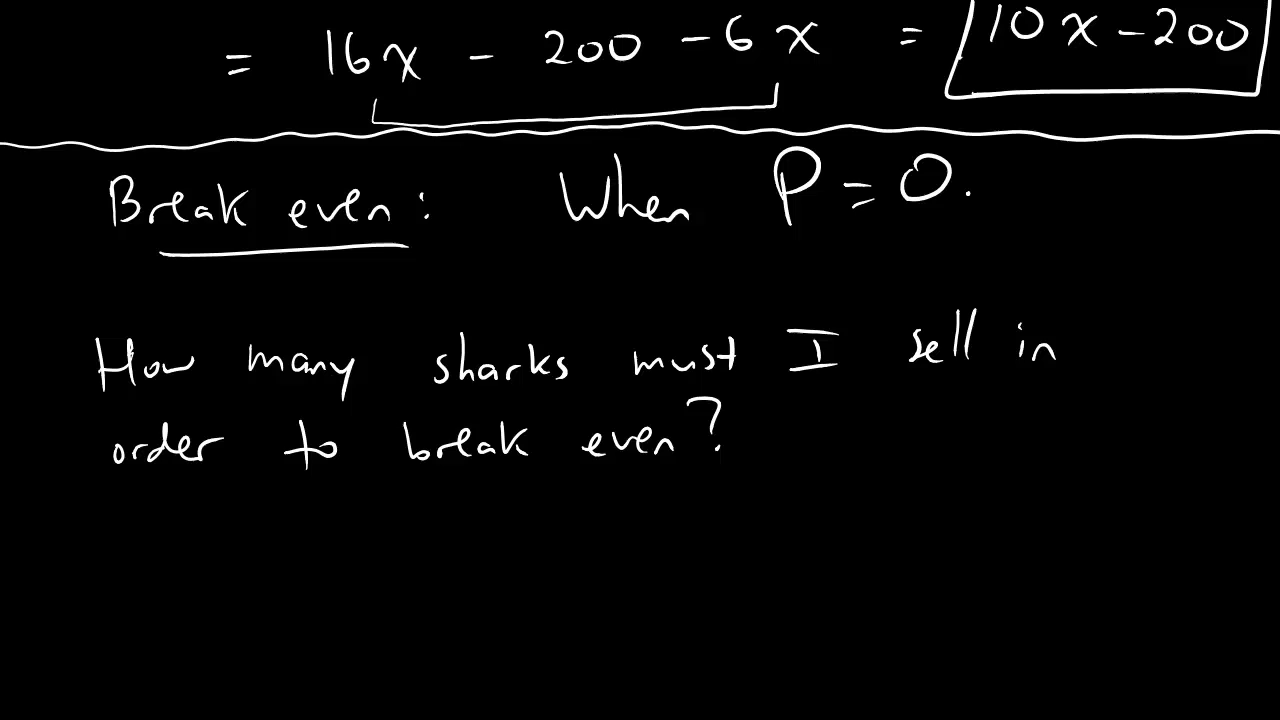 = 16x - 200 - 6x = 10x - 200
Break even: When P = 0.
How many sharks must I sell in
order to break even?